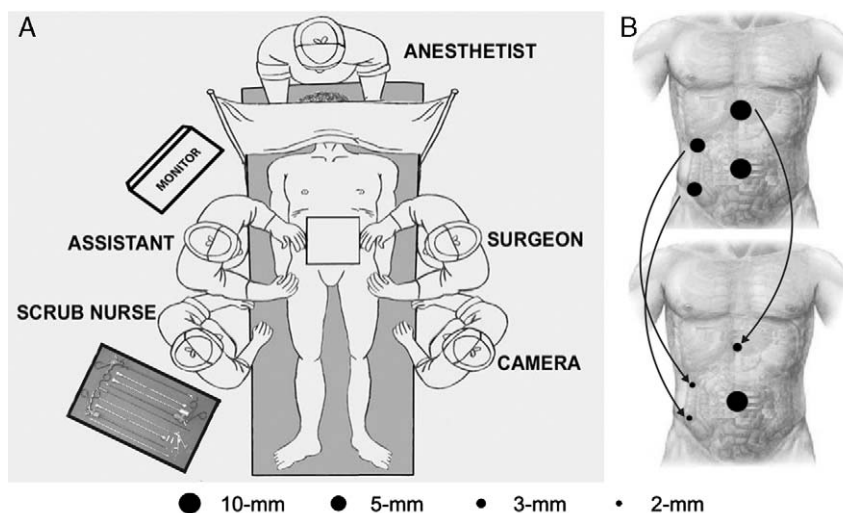 A
B
ANESTHETIST
MONITOR
ASSISTANT
SURGEON
SCRUB NURSE
CAMERA
10-mm 5-mm 3-mm 2-mm